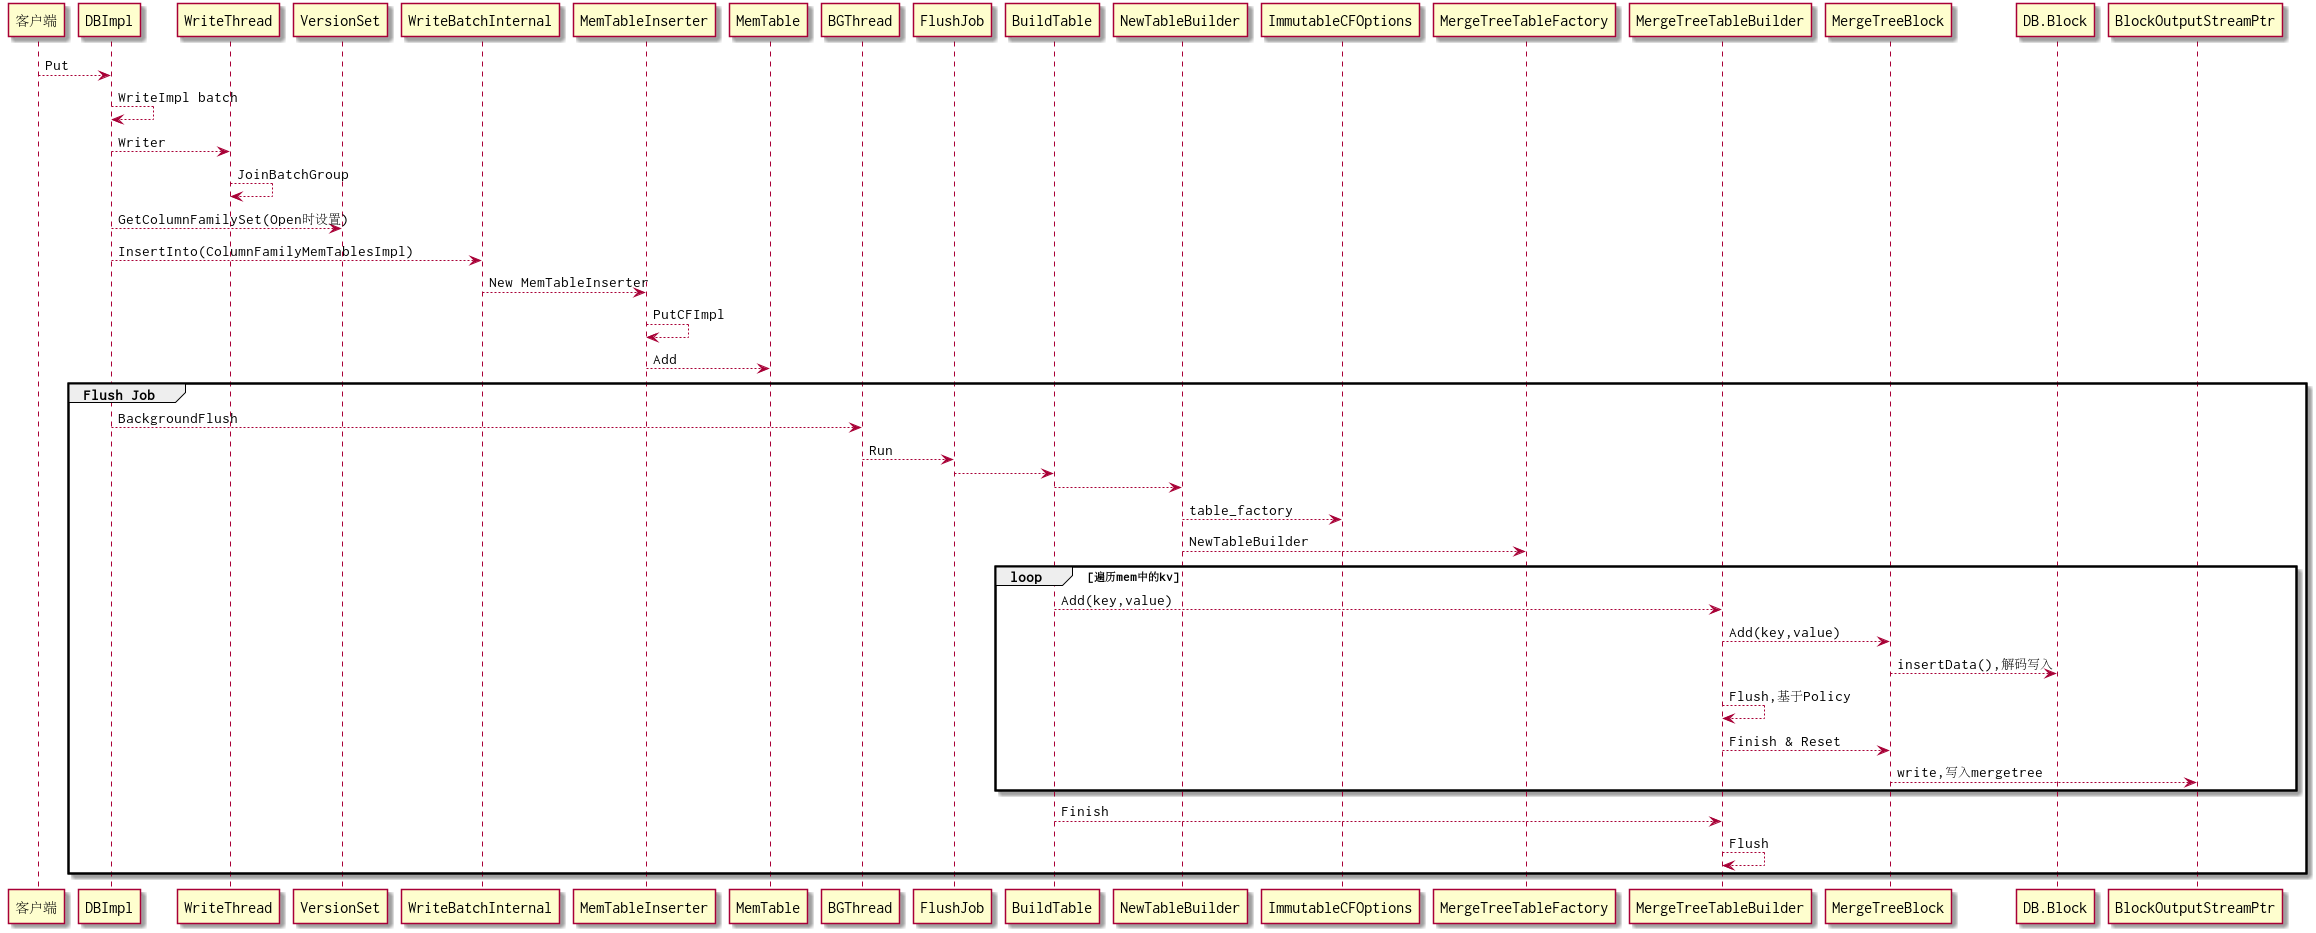 客户端 DBImpl WriteThread VersionSet WriteBatchInternal MemTableInserter MemTable BGThread FlushJob BuildTable NewTableBuilder ImmutableCFOptions MergeTreeTableFactory MergeTreeTableBuilder MergeTreeBlock DB.Block BlockOutputStreamPtr
Put
WriteImpl batch
Writer
JoinBatchGroup
GetColumnFamilySet(Open时设置)
InsertInto(ColumnFamilyMemTablesImpl)
New MemTableInserter
PutCFImpl
Add
Flush Job
BackgroundFlush
Run
table_factory
NewTableBuilder
loop [遍历mem中的kv]
Add(key,value)
Add(key,value)
insertData(),解码写入
Flush,基于Policy
Finish & Reset
write,写入mergetree
Finish
Flush
客户端 DBImpl WriteThread VersionSet WriteBatchInternal MemTableInserter MemTable BGThread FlushJob BuildTable NewTableBuilder ImmutableCFOptions MergeTreeTableFactory MergeTreeTableBuilder MergeTreeBlock DB.Block BlockOutputStreamPtr